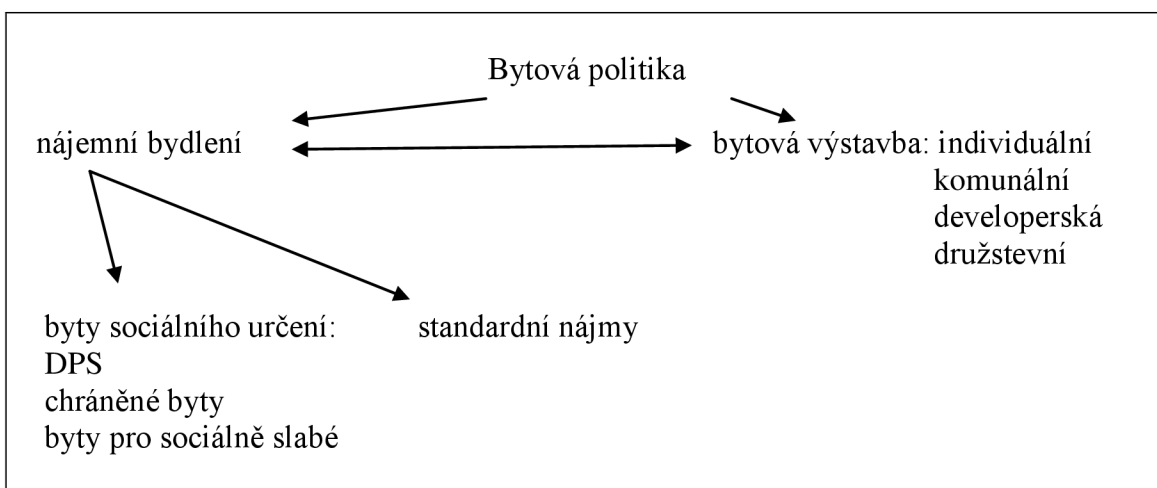 Bytová politika
nájemní bydlení
bytová výstavba: individuální
komunální
developerská
družstevní
byty sociálního určení:
DPS
chráněné byty
byty pro sociálně slabé
standardní nájmy